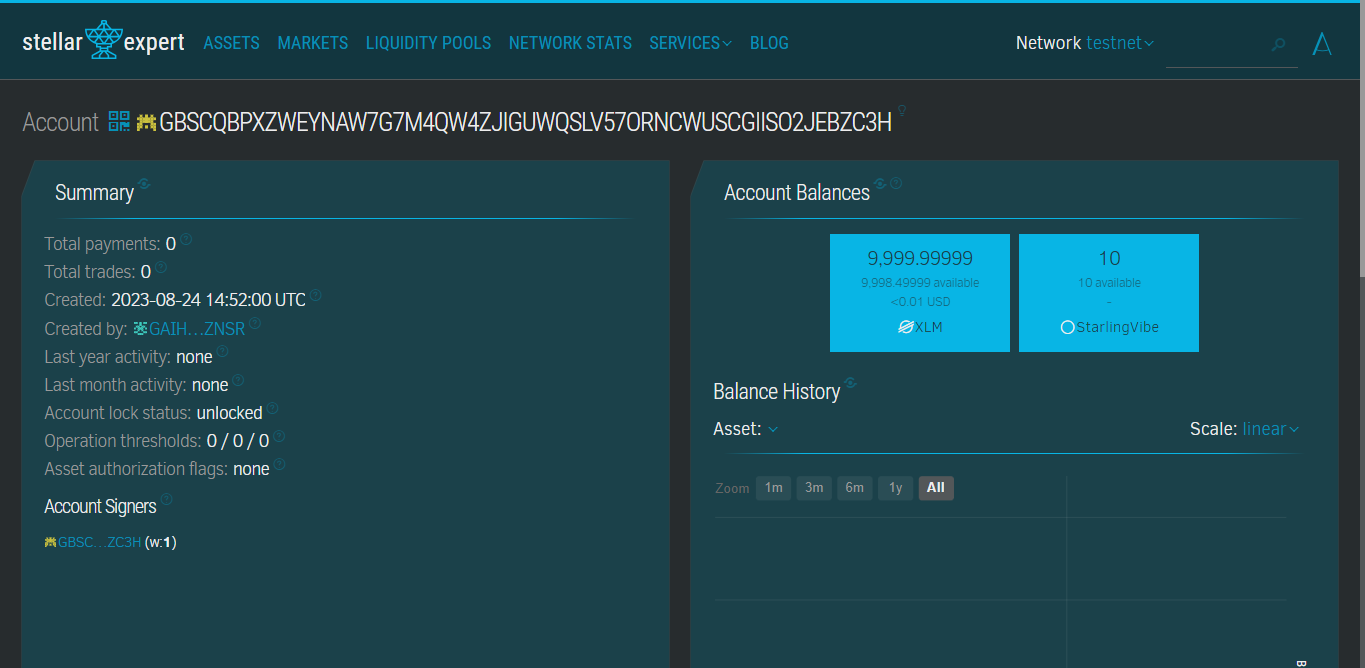 stellar expert ASSETS MARKETS LIQUIDITY POOLS NETWORK STATS SERVICES BLOG Network testnet
Account GBSCQBPXZWEYNAW7G7M4QW4ZJIGUWQSLV57ORNCWUSCGIISO2JEBZC3H
Summary
Total payments: 0
Total trades: 0
Created: 2023-08-24 14:52:00 UTC
Created by: GAIH…ZNSR
Last year activity: none
Last month activity: none
Account lock status: unlocked
Operation thresholds: 0 / 0 / 0
Asset authorization flags: none
Account Signers
GBSC…ZC3H (w:1)
Account Balances
9,999.99999
9,998.49999 available
<0.01 USD
XLM
10
10 available
-
StarlingVibe
Balance History
Asset:
Scale: linear
Zoom 1m 3m 6m 1y All
B